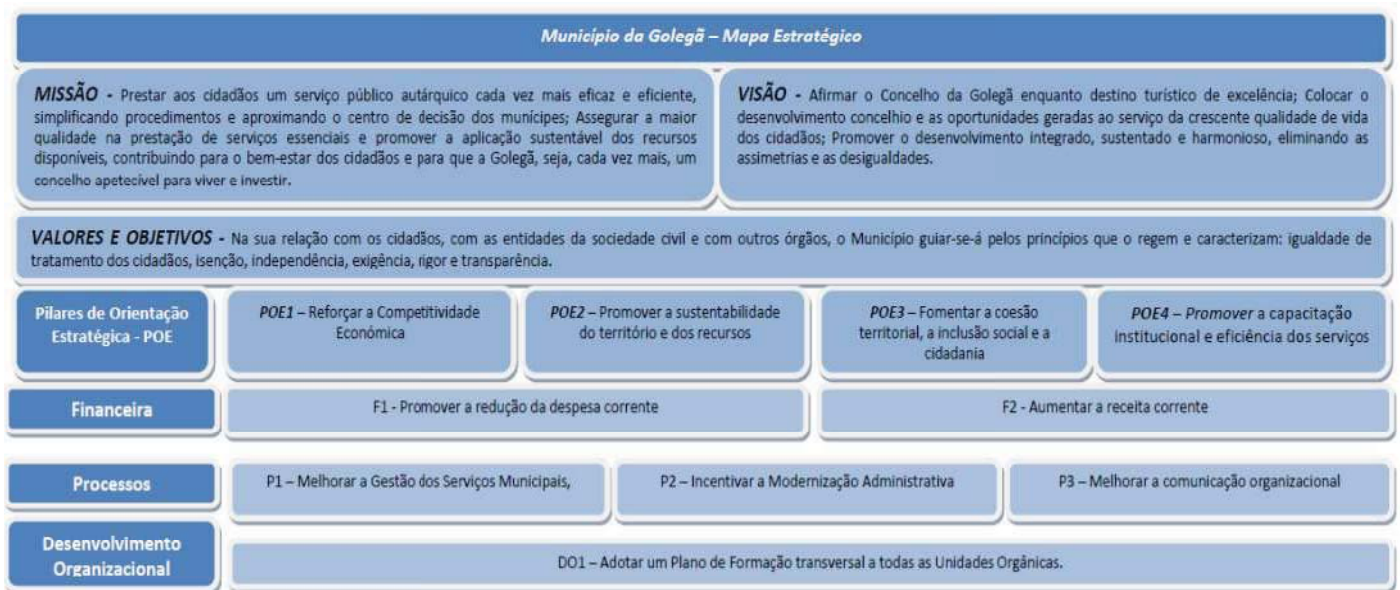 Município da Golegã – Mapa Estratégico
MISSÃO - Prestar aos cidadãos um serviço público autárquico cada vez mais eficaz e eficiente,
simplificando procedimentos e aproximando o centro de decisão dos munícipes; Assegurar a maior
qualidade na prestação de serviços essenciais e promover a aplicação sustentável dos recursos
disponíveis, contribuindo para o bem-estar dos cidadãos e para que a Golegã, seja, cada vez mais, um
concelho apetecível para viver e investir.
VISÃO - Afirmar o Concelho da Golegã enquanto destino turístico de excelência; Colocar o
desenvolvimento concelhio e as oportunidades geradas ao serviço da crescente qualidade de vida
dos cidadãos; Promover o desenvolvimento integrado, sustentado e harmonioso, eliminando as
assimetrias e as desigualdades.
VALORES E OBJETIVOS - Na sua relação com os cidadãos, com as entidades da sociedade civil e com outros órgãos, o Município guiar-se-á pelos princípios que o regem e caracterizam: igualdade de
tratamento dos cidadãos, isenção, independência, exigência, rigor e transparência.
Pilares de Orientação
Estratégica - POE
POE1 – Reforçar a Competitividade
Económica
POE2 – Promover a sustentabilidade
do território e dos recursos
POE3 – Fomentar a coesão
territorial, a inclusão social e a
cidadania
POE4 – Promover a capacitação
institucional e eficiência dos serviços
Financeira
F1 - Promover a redução da despesa corrente
F2 - Aumentar a receita corrente
Processos
P1 – Melhorar a Gestão dos Serviços Municipais,
P2 – Incentivar a Modernização Administrativa
P3 – Melhorar a comunicação organizacional
Desenvolvimento
Organizacional
DO1 – Adotar um Plano de Formação transversal a todas as Unidades Orgânicas.